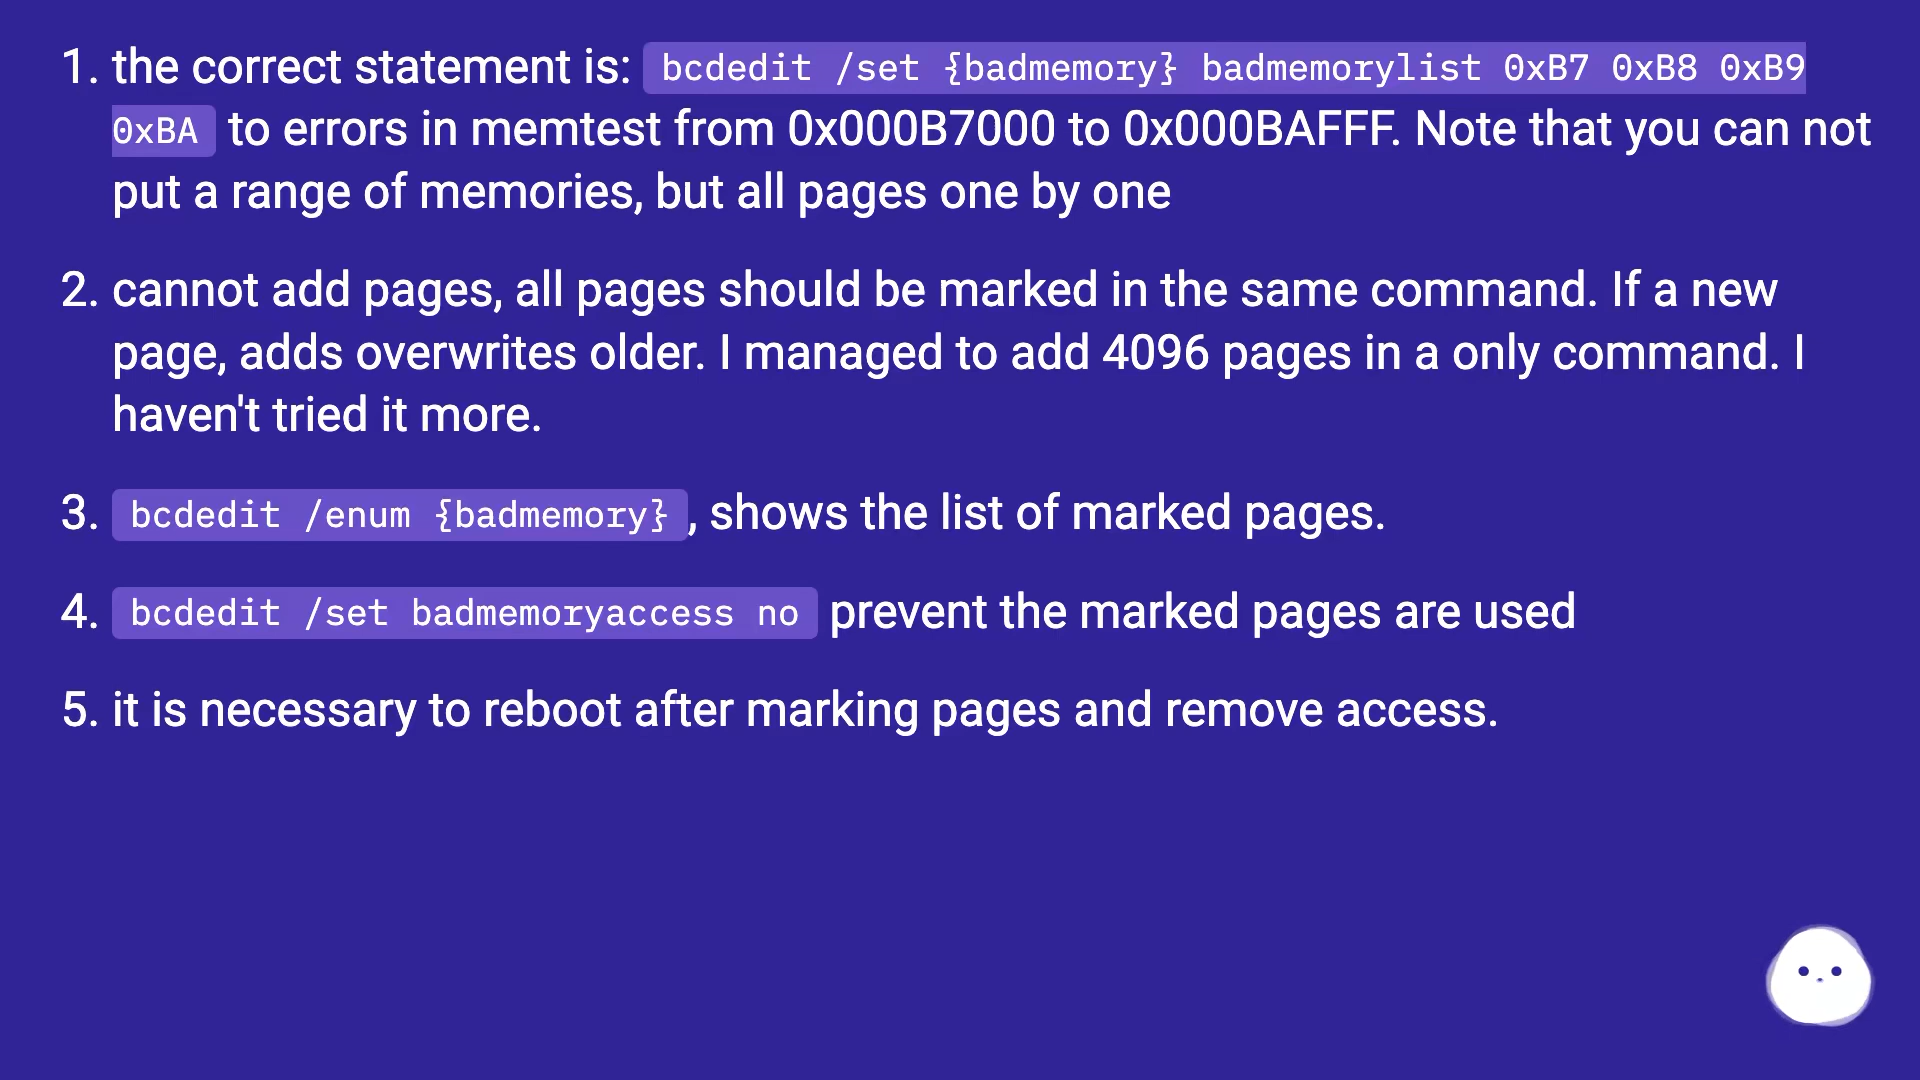 1. the correct statement is: bcdedit /set {badmemory} badmemorylist 0xB7 0xB8 0xB9
0xBA to errors in memtest from 0x000B7000 to 0x000BAFFF. Note that you can not
put a range of memories, but all pages one by one
2. cannot add pages, all pages should be marked in the same command. If a new
page, adds overwrites older. I managed to add 4096 pages in a only command. I
haven't tried it more.
3. bcdedit /enum {badmemory} , shows the list of marked pages.
4. bcdedit /set badmemoryaccess no prevent the marked pages are used
5. it is necessary to reboot after marking pages and remove access.